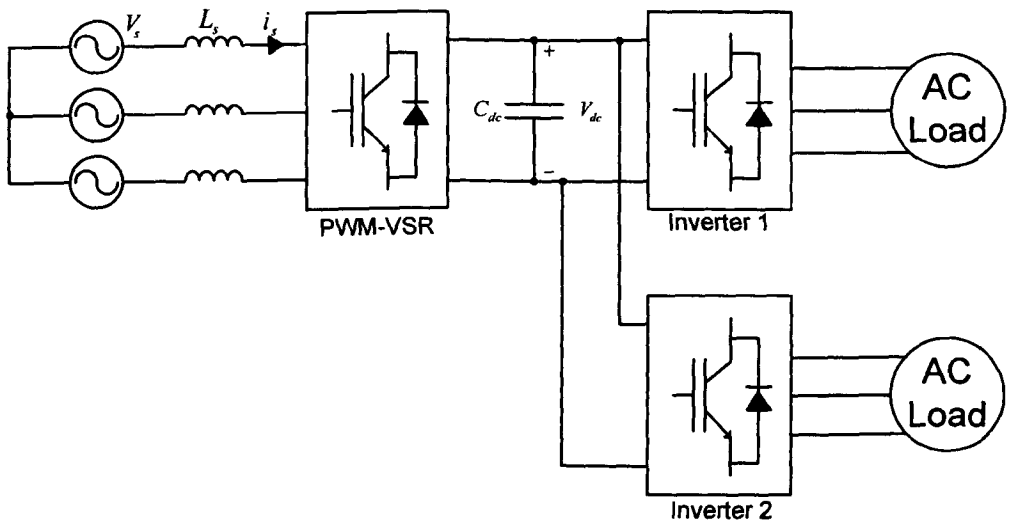 V_s
L_s
i_s
+
C_dc
V_dc
−
AC
Load
PWM-VSR
Inverter 1
AC
Load
Inverter 2